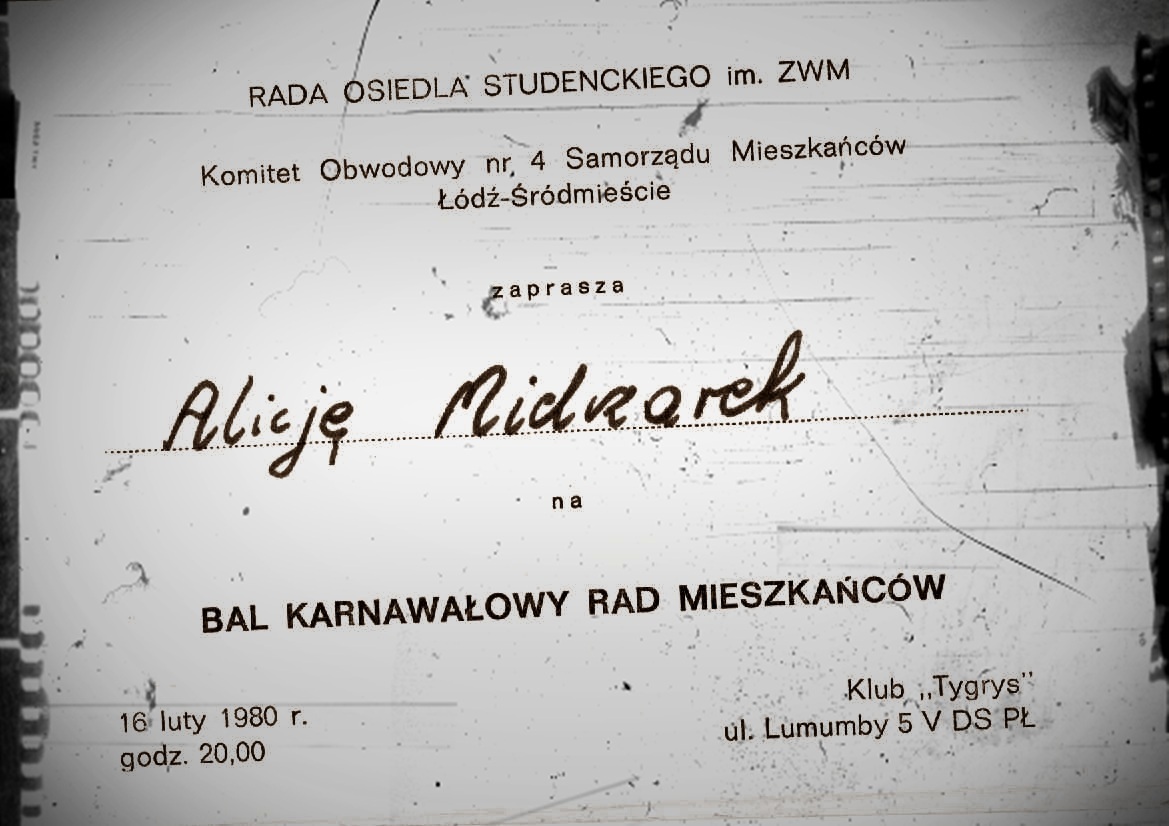 RADA OSIEDLA STUDENCKIEGO im. ZWM
Komitet Obwodowy nr 4 Samorządu Mieszkańców
Łódź-Śródmieście
zaprasza
Alicję
na
BAL KARNAWAŁOWY RAD MIESZKAŃCÓW
16 luty 1980 r.
godz. 20,00
Klub „Tygrys”
ul. Lumumby 5 V DS PŁ